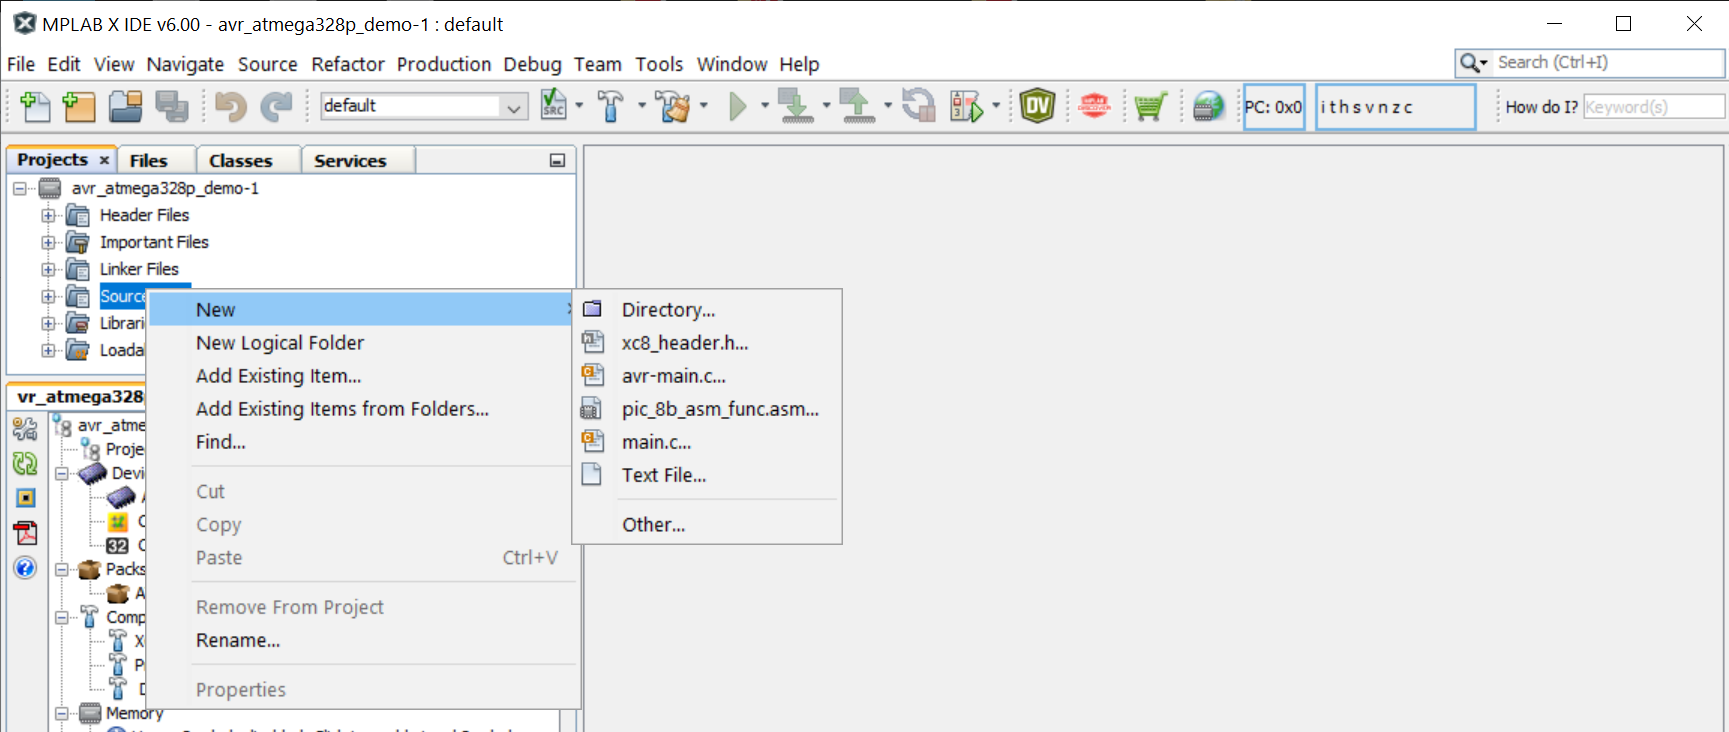 MPLAB X IDE v6.00 - avr_atmega328p_demo-1 : default
File Edit View Navigate Source Refactor Production Debug Team Tools Window Help
Search (Ctrl+I)
default
SRC
DV
PC: 0x0
i t h s v n z c
How do I? Keyword(s)
Projects × Files Classes Services
avr_atmega328p_demo-1
Header Files
Important Files
Linker Files
Source
Librari
Loada
New
New Logical Folder
Add Existing Item...
Add Existing Items from Folders...
Find...
Cut
Copy
Paste Ctrl+V
Remove From Project
Rename...
Properties
Directory...
xc8_header.h...
avr-main.c...
pic_8b_asm_func.asm...
main.c...
Text File...
Other...
vr_atmega328
avr_atme
Proje
Devi
32
Packs
Comp
Memory